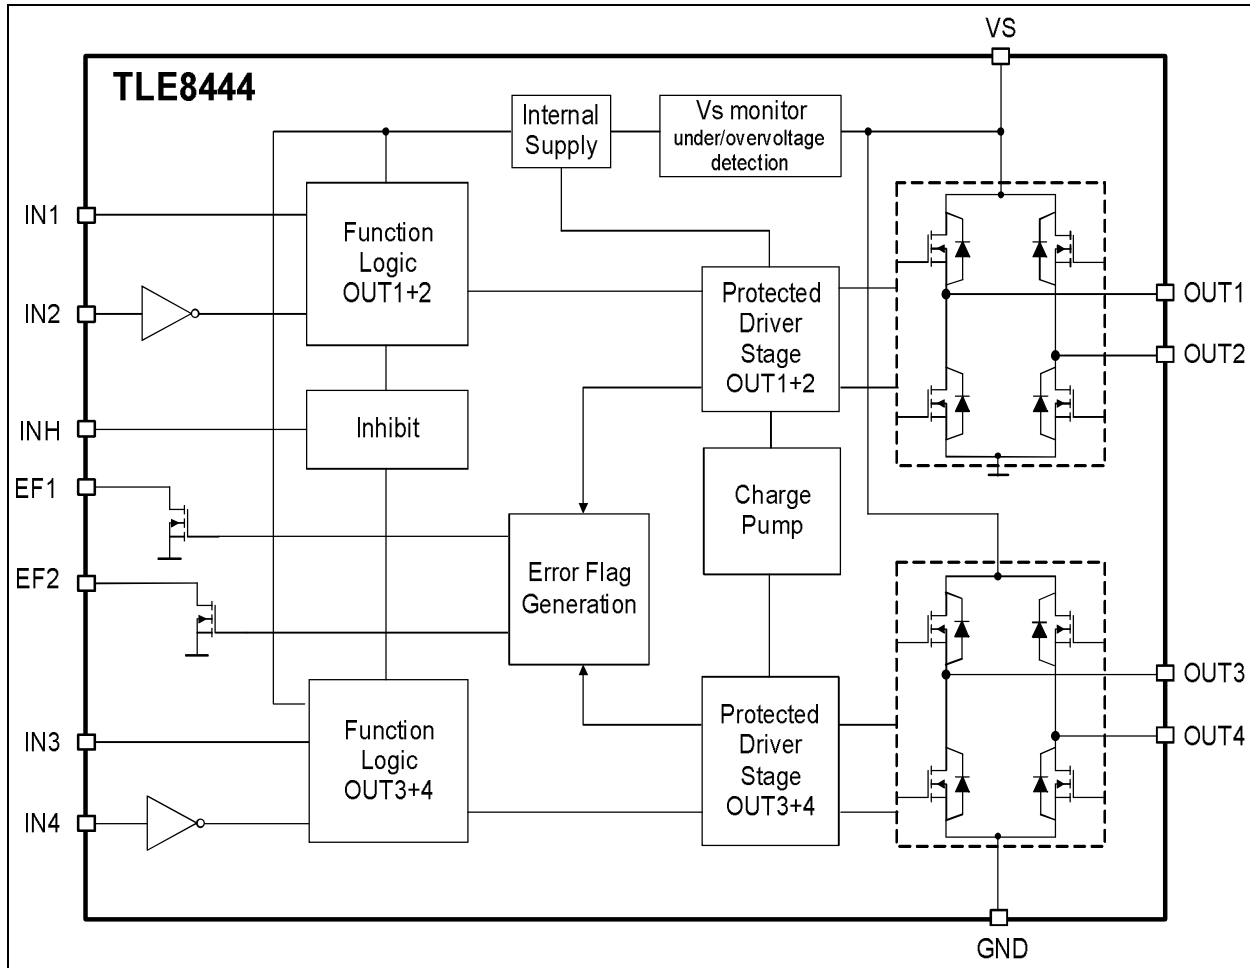 VS
TLE8444
Internal
Supply
Vs monitor
under/overvoltage
detection
IN1
Function
Logic
OUT1+2
IN2
Protected
Driver
Stage
OUT1+2
OUT1
OUT2
INH
Inhibit
EF1
Charge
Pump
EF2
Error Flag
Generation
IN3
Function
Logic
OUT3+4
Protected
Driver
Stage
OUT3+4
OUT3
OUT4
IN4
GND